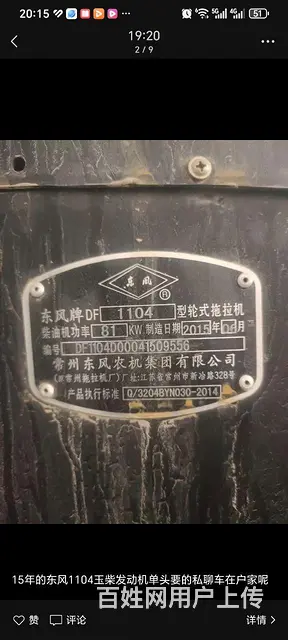 20:15
51
19:20
2 / 9
东风
®
东风牌 DF 1104 型轮式拖拉机
柴油机功率 81 KW. 制造日期 2015年06月
编号 DF1104D00041509556
常州东风农机集团有限公司
(原常州拖拉机厂) 厂址:江苏省常州市新冶路328号
产品执行标准 Q/3204BYN030-2014
15年的东风1104玉柴发动机单头要的私聊车在户家呢
百姓网用户上传
赞 评论 详情